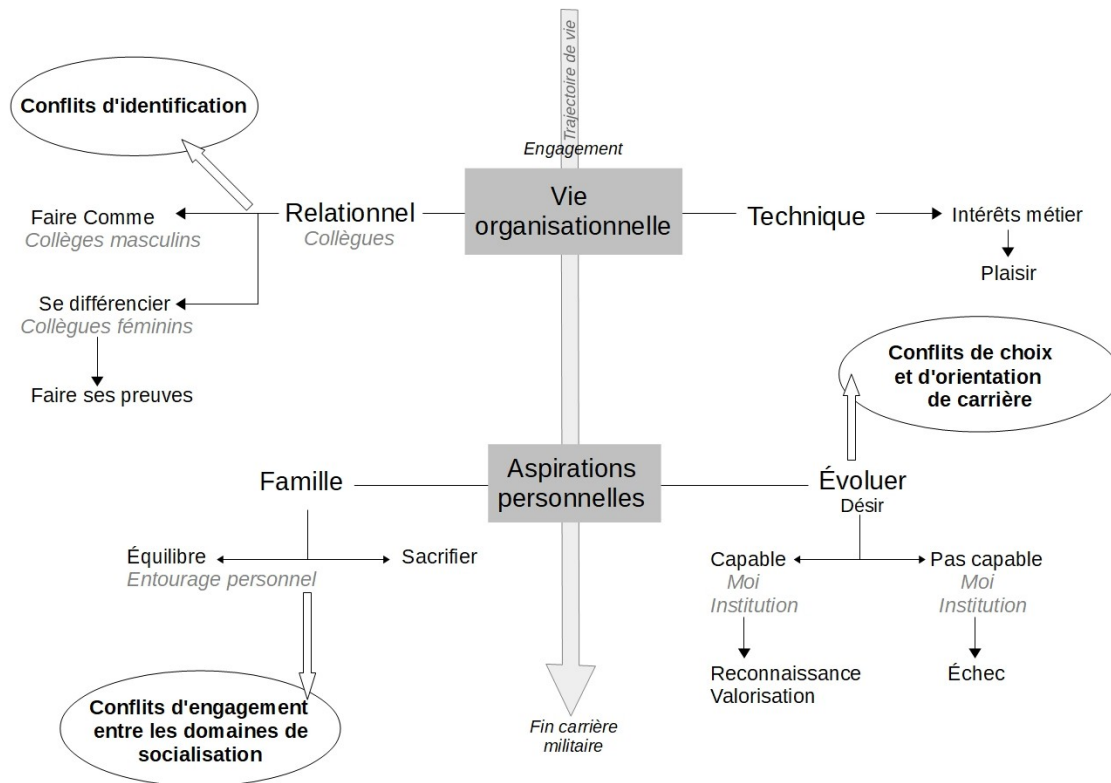 Trajectoire de vie
Conflits d'identification
Engagement
Vie
organisationnelle
Relationnel
Collègues
Faire Comme
Collèges masculins
Se différencier
Collègues féminins
Faire ses preuves
Technique
Intérêts métier
Plaisir
Conflits de choix
et d'orientation
de carrière
Aspirations
personnelles
Famille
Équilibre
Entourage personnel
Sacrifier
Conflits d'engagement
entre les domaines de
socialisation
Évoluer
Désir
Capable
Moi
Institution
Reconnaissance
Valorisation
Pas capable
Moi
Institution
Échec
Fin carrière
militaire